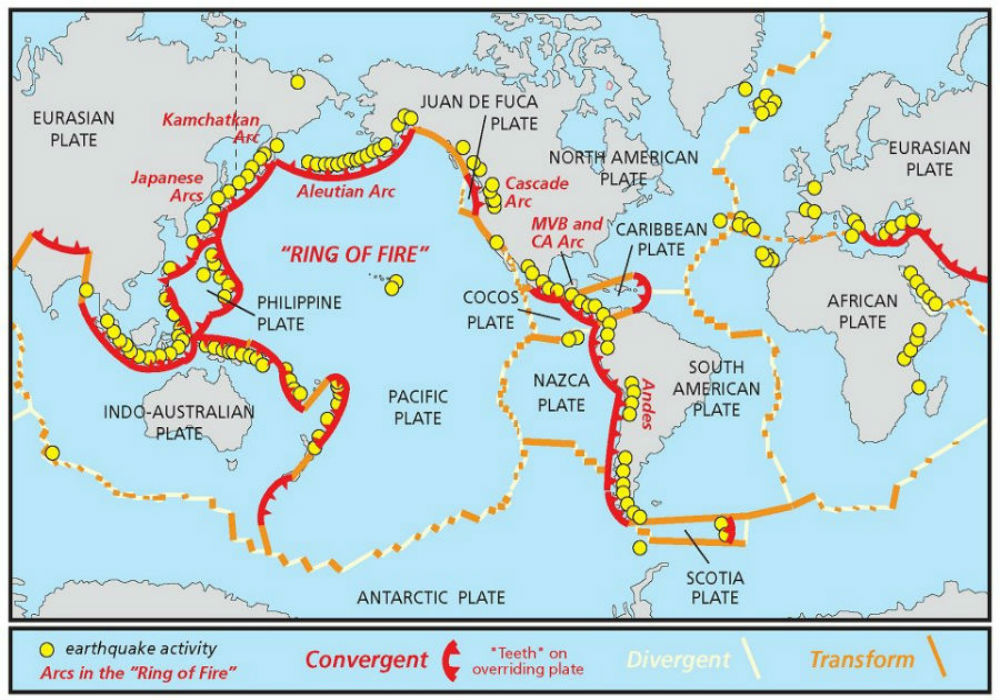 EURASIAN
PLATE
Kamchatkan
Arc
Japanese
Arcs
Aleutian Arc
JUAN DE FUCA
PLATE
NORTH AMERICAN
PLATE
EURASIAN
PLATE
Cascade
Arc
MVB and
CA Arc
CARIBBEAN
PLATE
"RING OF FIRE"
PHILIPPINE
PLATE
COCOS
PLATE
AFRICAN
PLATE
INDO-AUSTRALIAN
PLATE
PACIFIC
PLATE
NAZCA
PLATE
Andes
SOUTH
AMERICAN
PLATE
ANTARCTIC PLATE
SCOTIA
PLATE
earthquake activity
Arcs in the "Ring of Fire"
Convergent
"Teeth" on
overriding plate
Divergent
Transform